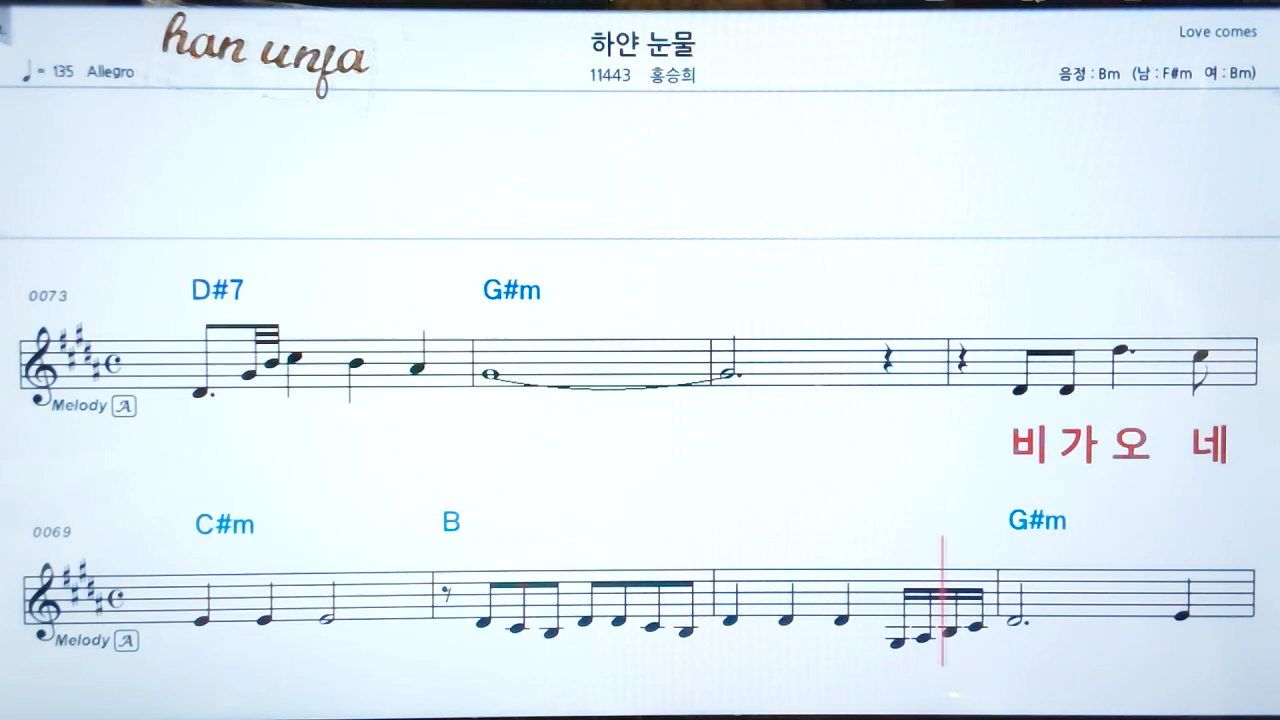 han unja
하얀 눈물
Love comes
♩= 135 Allegro
11443 홍승희
음정 : Bm (남 : F#m 여 : Bm)
0073
D#7 G#m
Melody A
비 가 오 네
0069
C#m B G#m
Melody A